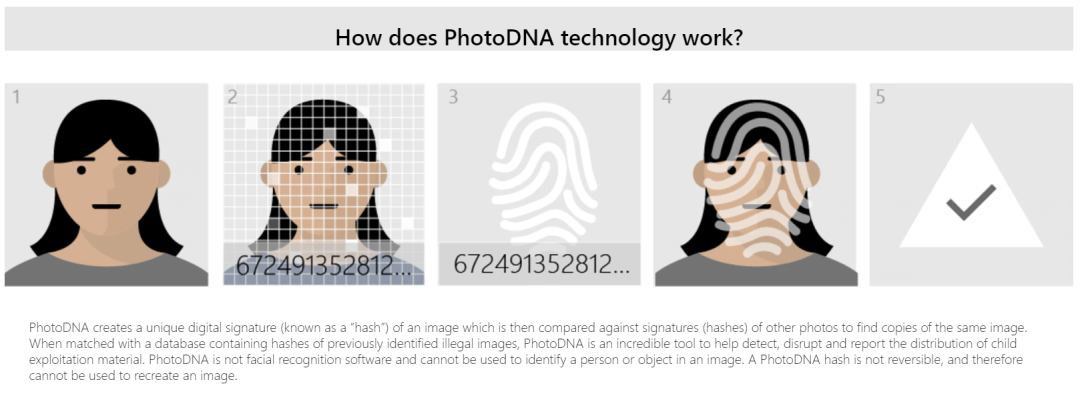 How does PhotoDNA technology work?
1
2
3
4
5
672491352812...
672491352812...
PhotoDNA creates a unique digital signature (known as a “hash”) of an image which is then compared against signatures (hashes) of other photos to find copies of the same image.
When matched with a database containing hashes of previously identified illegal images, PhotoDNA is an incredible tool to help detect, disrupt and report the distribution of child
exploitation material. PhotoDNA is not facial recognition software and cannot be used to identify a person or object in an image. A PhotoDNA hash is not reversible, and therefore
cannot be used to recreate an image.